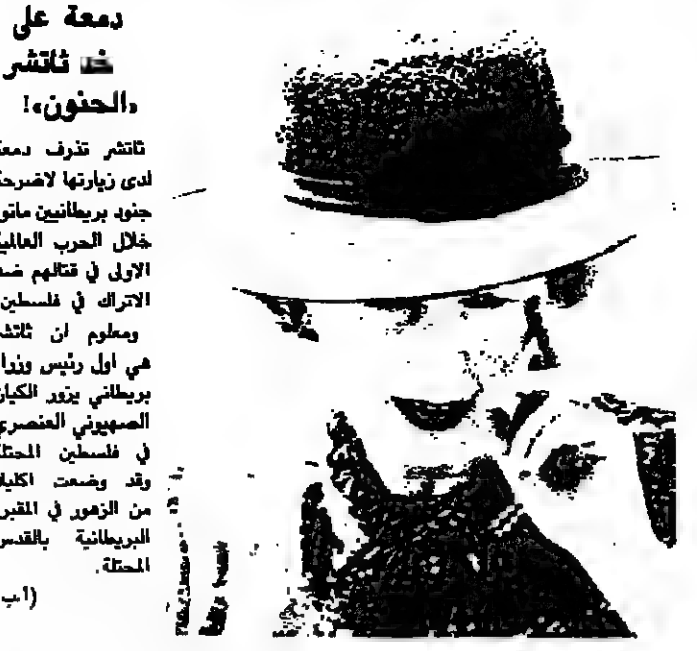 دمعة على
خد ثاتشر
«الحنون»!
ثاتشر تذرف دمعة
لدى زيارتها لاضرحة
جنود بريطانيين ماتوا
خلال الحرب العالمية
الاولى في قتالهم ضد
الاتراك في فلسطين
ومعلوم ان ثاتشر
هي اول رئيس وزراء
بريطاني يزور الكيان
الصهيوني العنصري
في فلسطين المحتلة
وقد وضعت اكليلا
من الزهور في المقبرة
البريطانية بالقدس
المحتلة.
(أ.ب